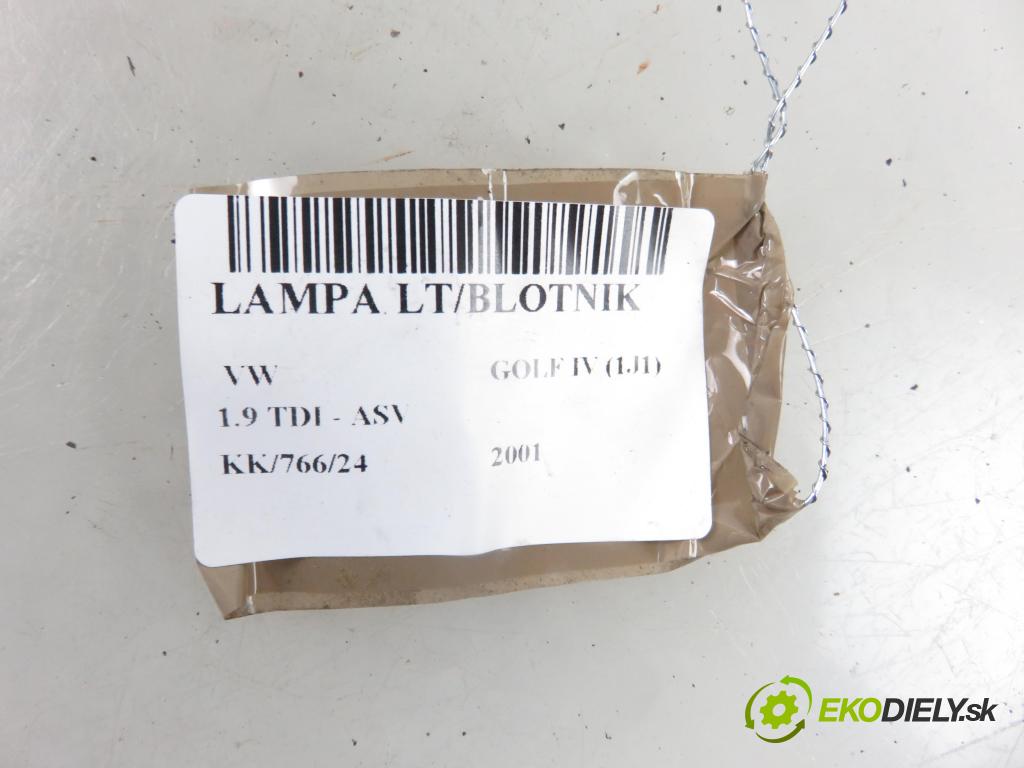 LAMPA LT/BLOTNIK
VW GOLF IV (1J1)
1.9 TDI - ASV
KK/766/24 2001
EKODIELY.sk